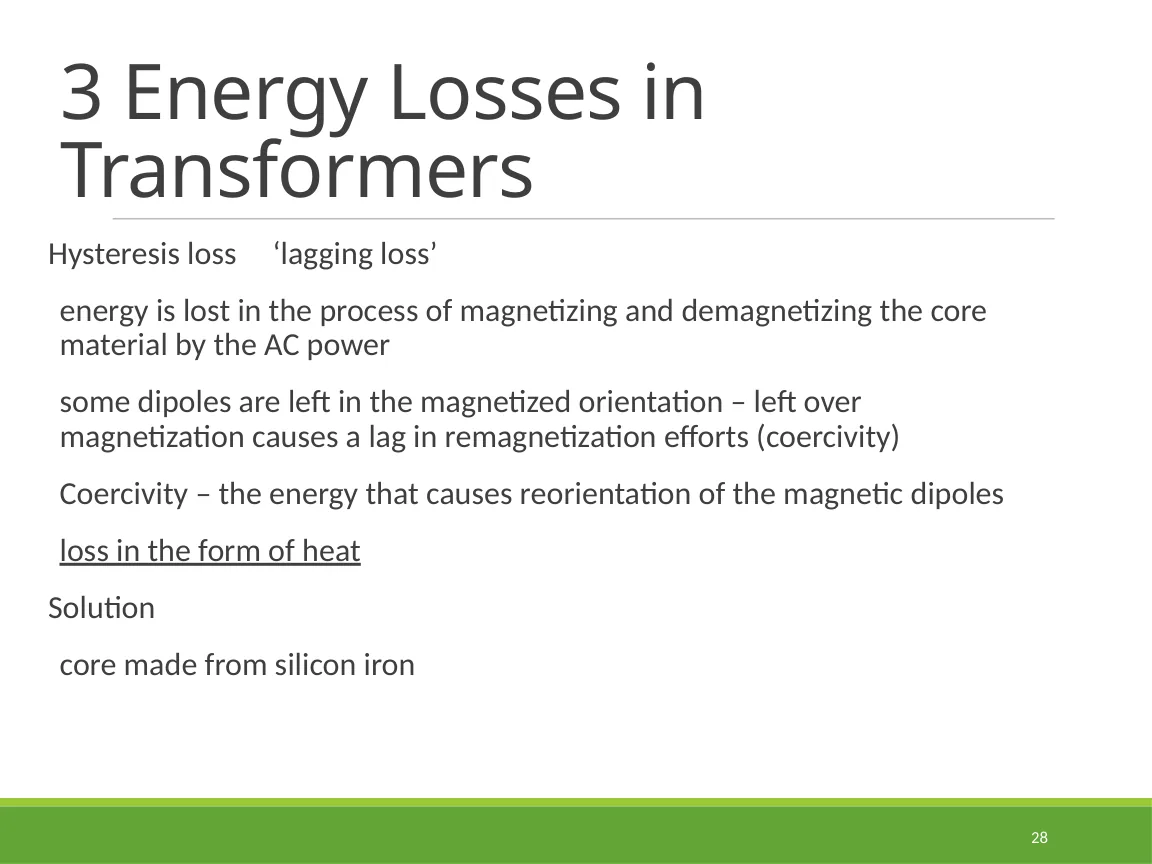 3 Energy Losses in
Transformers
Hysteresis loss ‘lagging loss’
energy is lost in the process of magnetizing and demagnetizing the core
material by the AC power
some dipoles are left in the magnetized orientation – left over
magnetization causes a lag in remagnetization efforts (coercivity)
Coercivity – the energy that causes reorientation of the magnetic dipoles
loss in the form of heat
Solution
core made from silicon iron
28